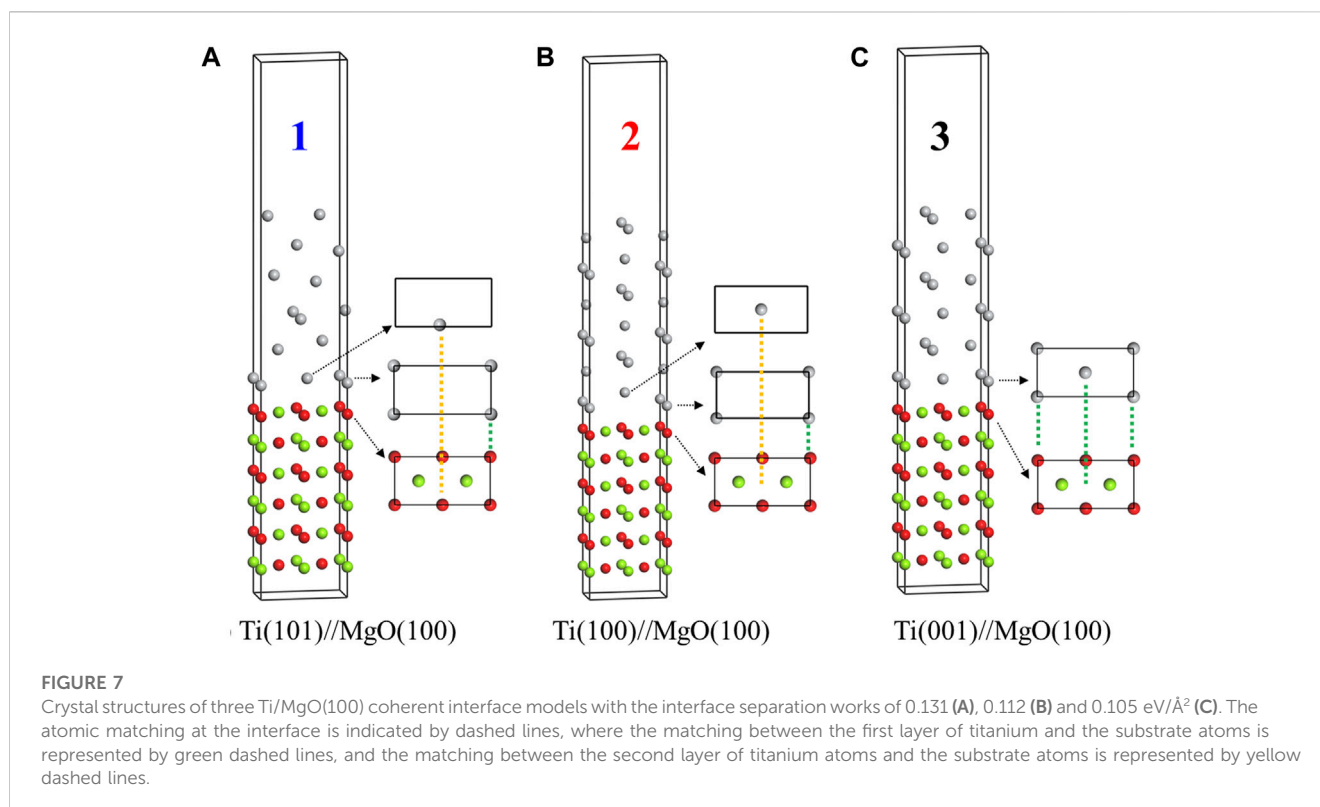 A
B
C
1
2
3
Ti(101)//MgO(100)
Ti(100)//MgO(100)
Ti(001)//MgO(100)
FIGURE 7
Crystal structures of three Ti/MgO(100) coherent interface models with the interface separation works of 0.131 (A), 0.112 (B) and 0.105 eV/Å² (C). The
atomic matching at the interface is indicated by dashed lines, where the matching between the first layer of titanium and the substrate atoms is
represented by green dashed lines, and the matching between the second layer of titanium atoms and the substrate atoms is represented by yellow
dashed lines.